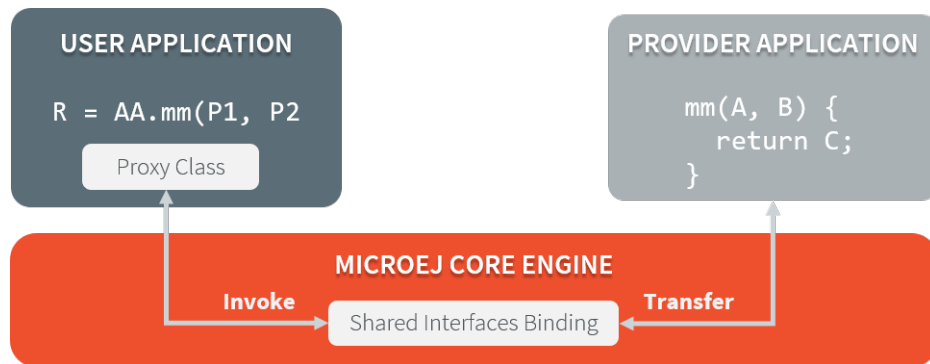 USER APPLICATION
R = AA.mm(P1, P2
Proxy Class
PROVIDER APPLICATION
mm(A, B) {
return C;
}
MICROEJ CORE ENGINE
Invoke
Shared Interfaces Binding
Transfer